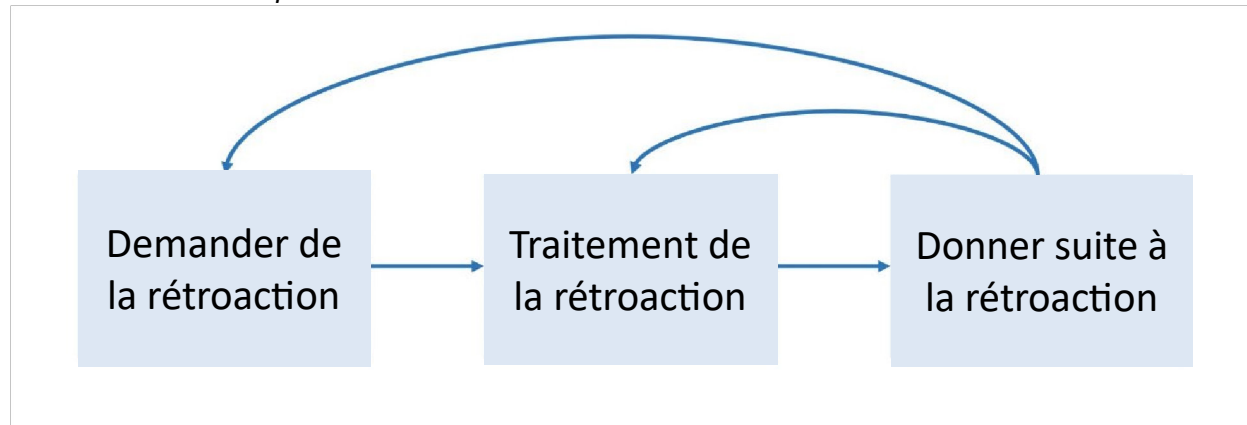 Demander de
la rétroaction
Traitement de
la rétroaction
Donner suite à
la rétroaction